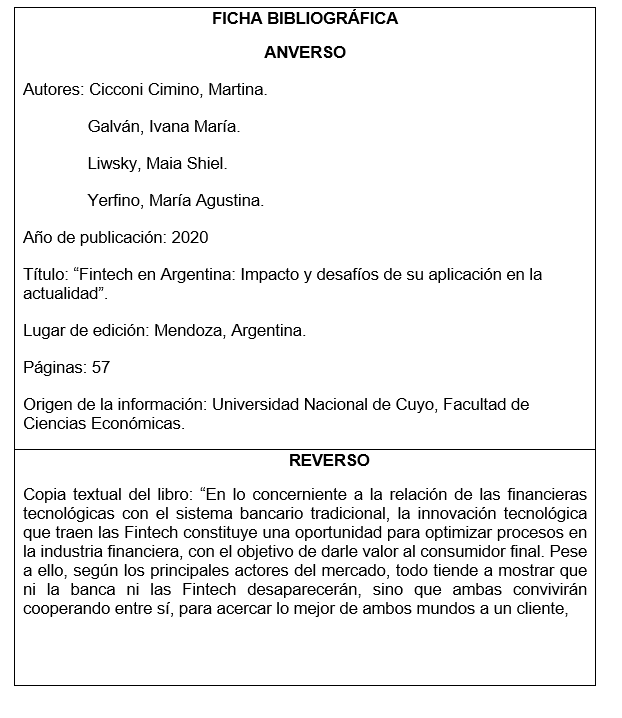 FICHA BIBLIOGRÁFICA
ANVERSO
Autores: Cicconi Cimino, Martina.
Galván, Ivana María.
Liwsky, Maia Shiel.
Yerfino, María Agustina.
Año de publicación: 2020
Título: “Fintech en Argentina: Impacto y desafíos de su aplicación en la
actualidad”.
Lugar de edición: Mendoza, Argentina.
Páginas: 57
Origen de la información: Universidad Nacional de Cuyo, Facultad de
Ciencias Económicas.
REVERSO
Copia textual del libro: “En lo concerniente a la relación de las financieras
tecnológicas con el sistema bancario tradicional, la innovación tecnológica
que traen las Fintech constituye una oportunidad para optimizar procesos en
la industria financiera, con el objetivo de darle valor al consumidor final. Pese
a ello, según los principales actores del mercado, todo tiende a mostrar que
ni la banca ni las Fintech desaparecerán, sino que ambas convivirán
cooperando entre sí, para acercar lo mejor de ambos mundos a un cliente,